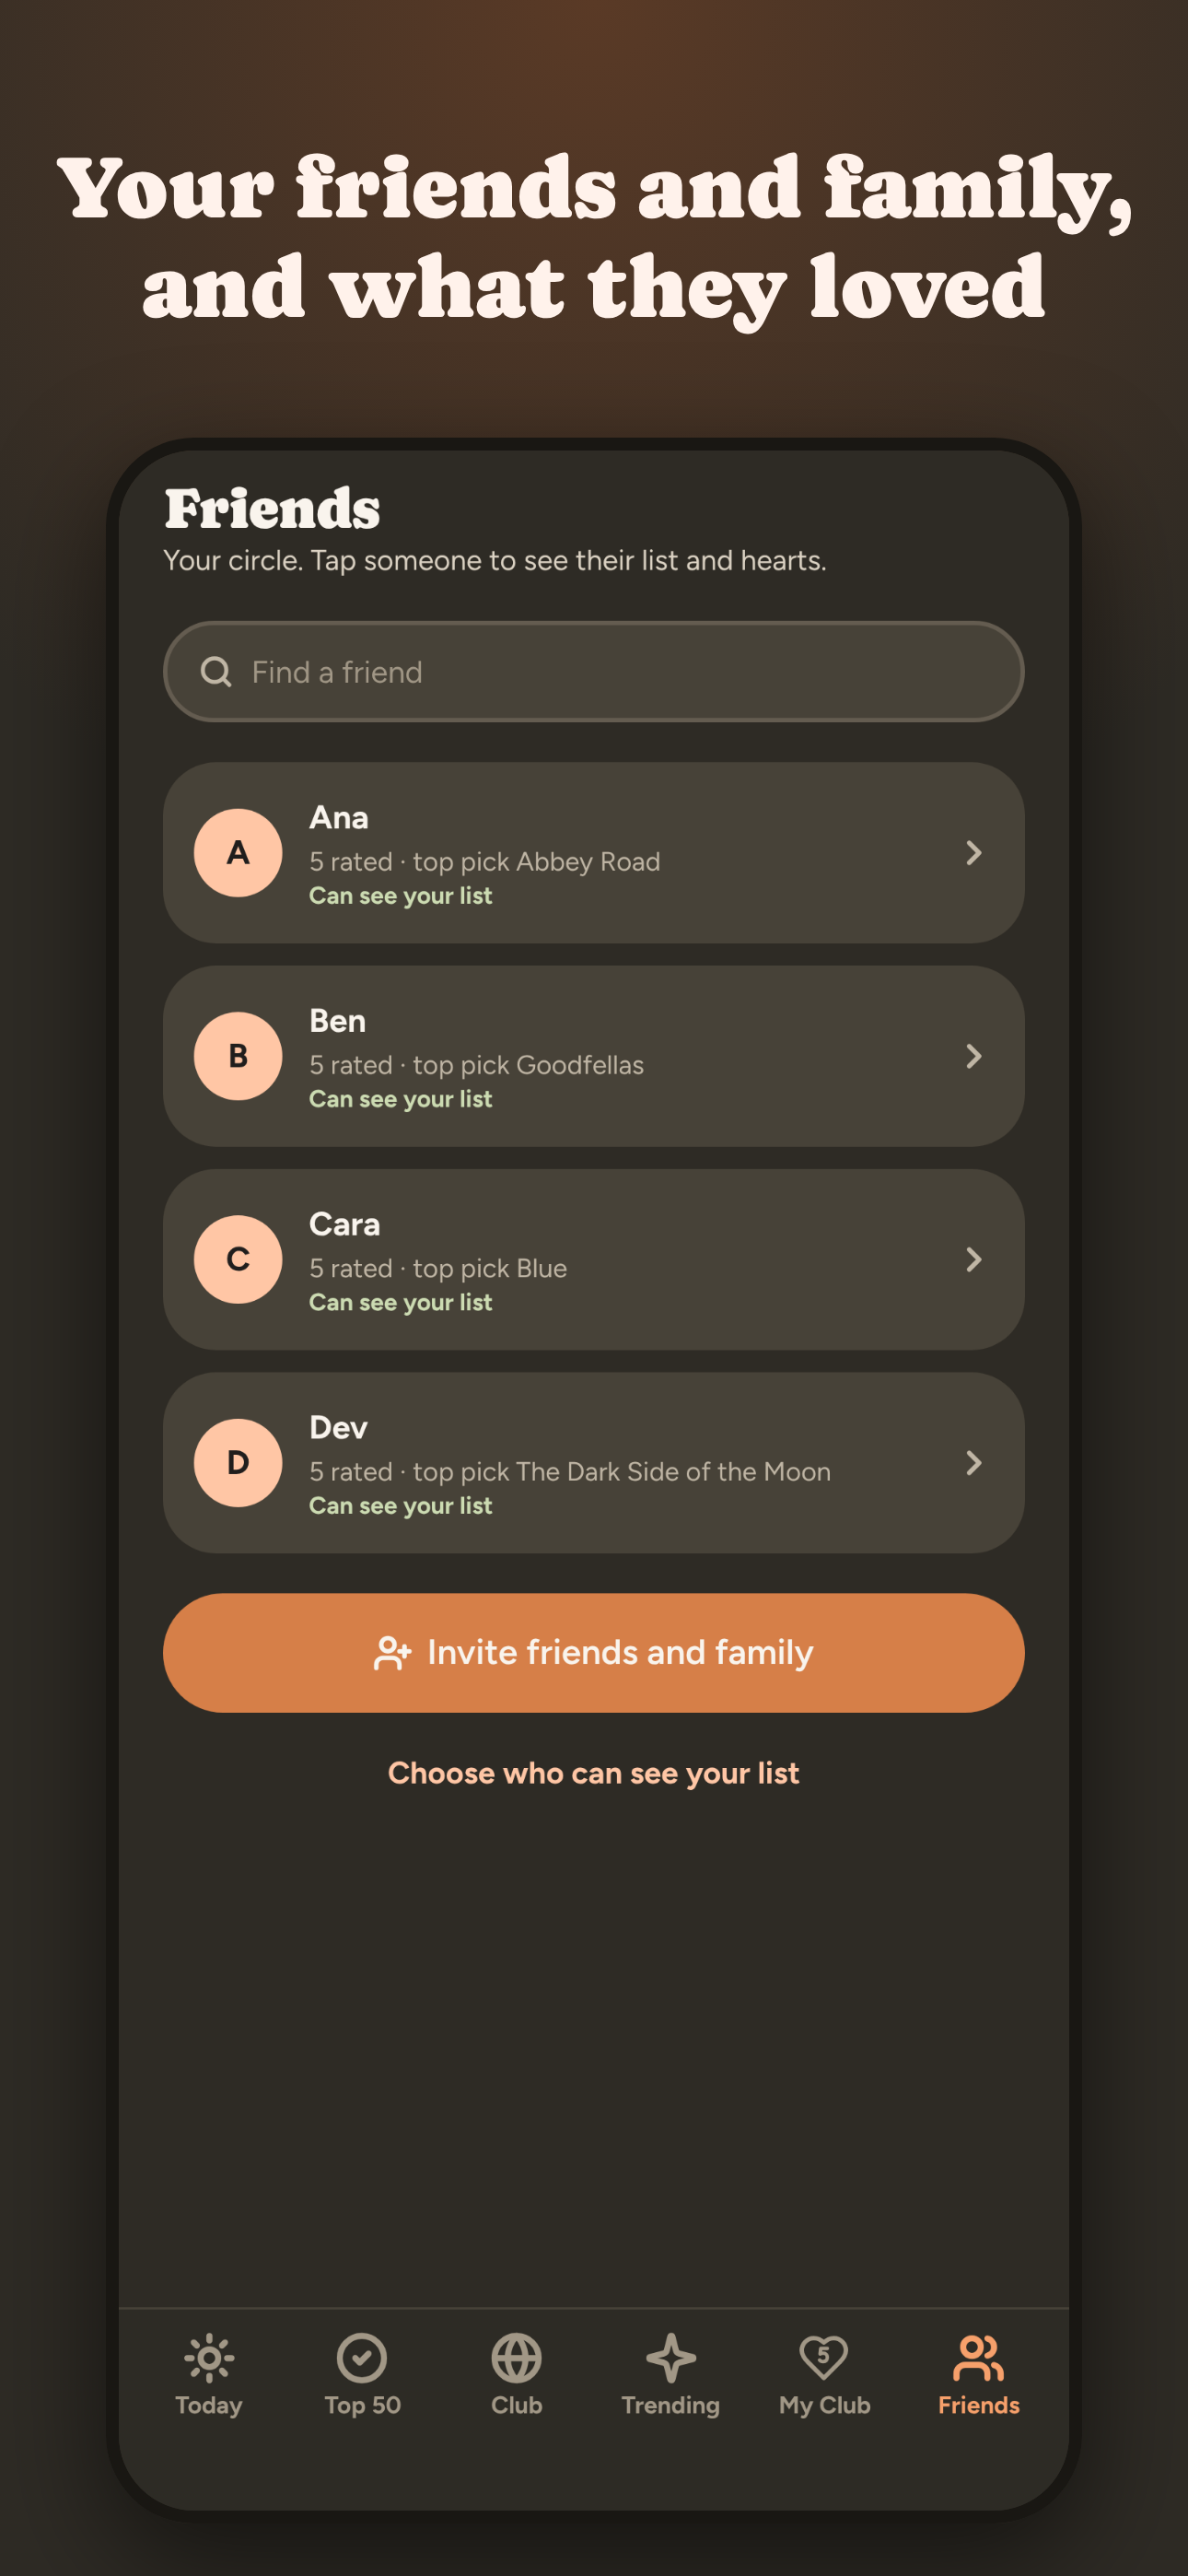 Your friends and family,
and what they loved
Friends
Your circle. Tap someone to see their list and hearts.
Find a friend
A
Ana
5 rated · top pick Abbey Road
Can see your list
B
Ben
5 rated · top pick Goodfellas
Can see your list
C
Cara
5 rated · top pick Blue
Can see your list
D
Dev
5 rated · top pick The Dark Side of the Moon
Can see your list
Invite friends and family
Choose who can see your list
5
Today Top 50 Club Trending My Club Friends